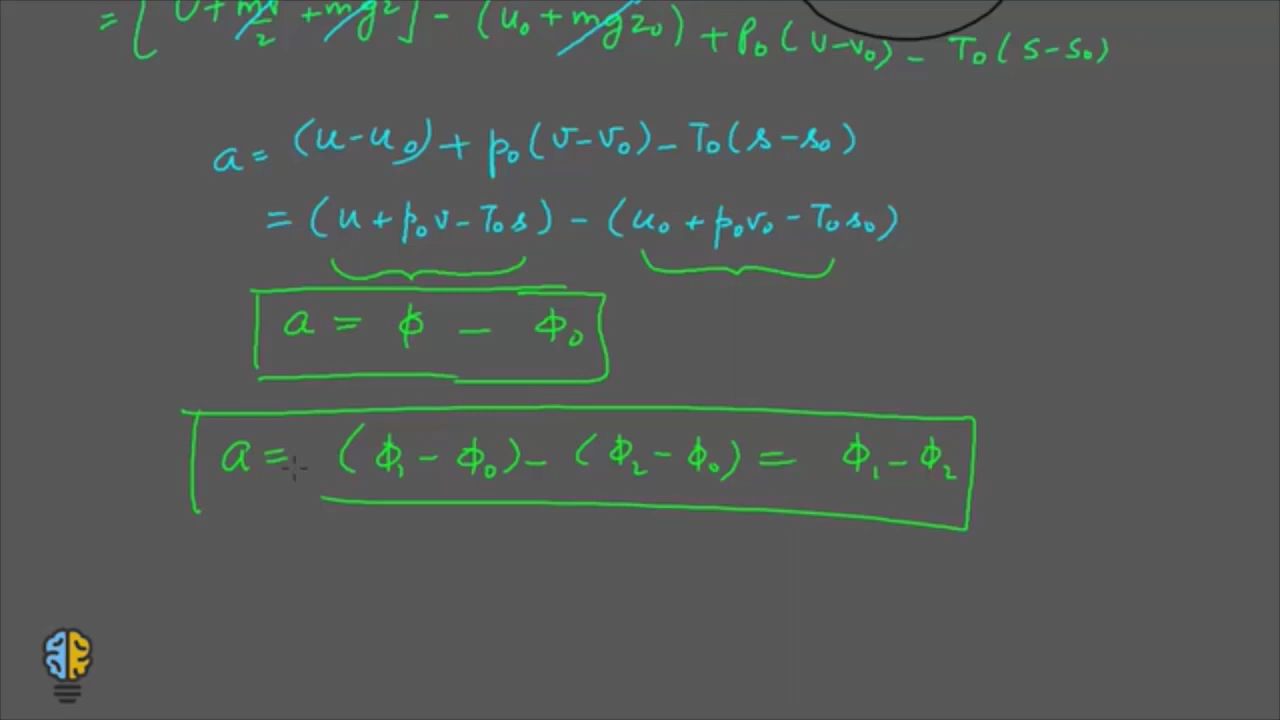 = [U + mv²/2 + mgz] - (u₀ + mgz₀) + P₀(v-v₀) - T₀(s-s₀)
a = (u-u₀) + p₀(v-v₀) - T₀(s-s₀)
= (u + p₀v - T₀s) - (u₀ + p₀v₀ - T₀s₀)
a = ϕ - ϕ₀
a = (ϕ₁ - ϕ₀) - (ϕ₂ - ϕ₀) = ϕ₁ - ϕ₂